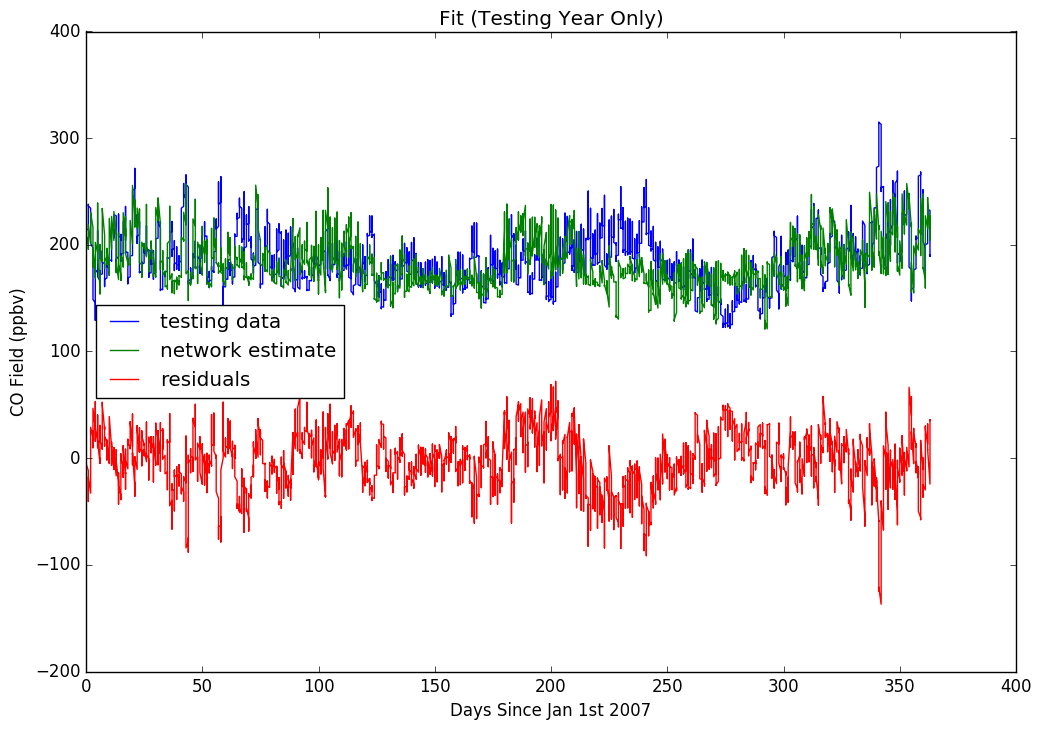 Fit (Testing Year Only)
400
300
200
100
0
−100
−200
CO Field (ppbv)
testing data
network estimate
residuals
0 50 100 150 200 250 300 350 400
Days Since Jan 1st 2007